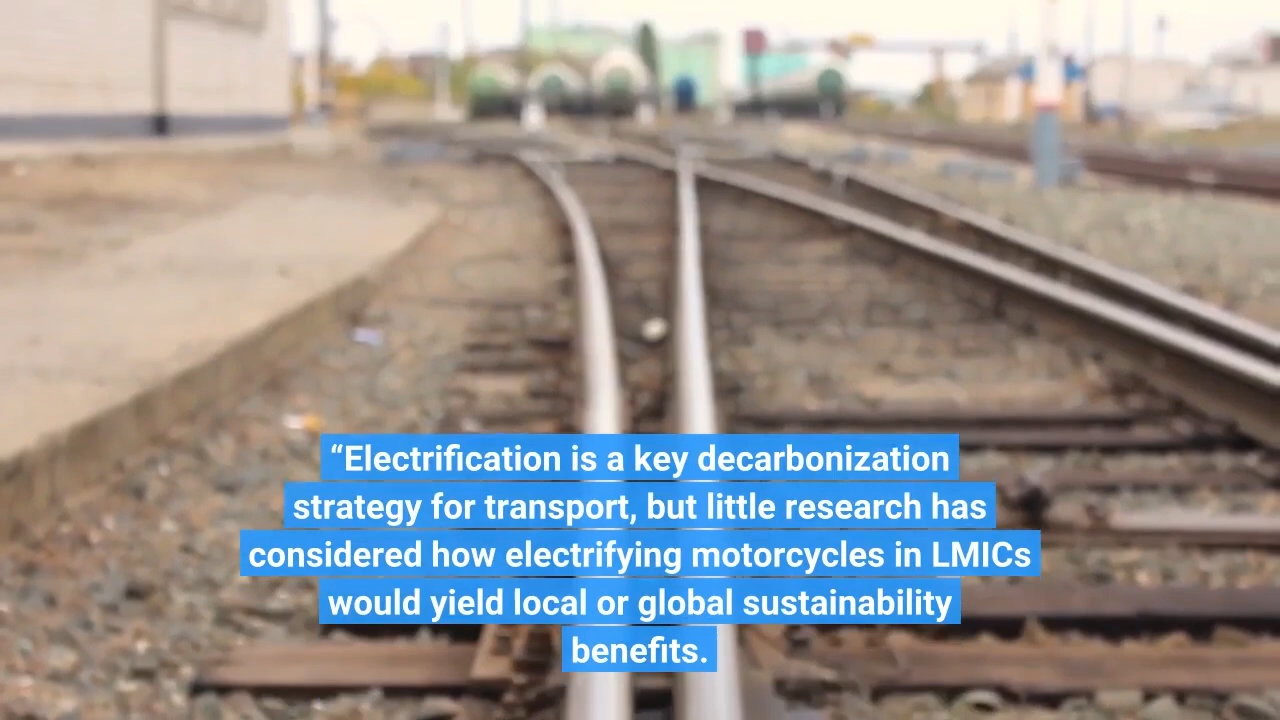 “Electrification is a key decarbonization
strategy for transport, but little research has
considered how electrifying motorcycles in LMICs
would yield local or global sustainability
benefits.